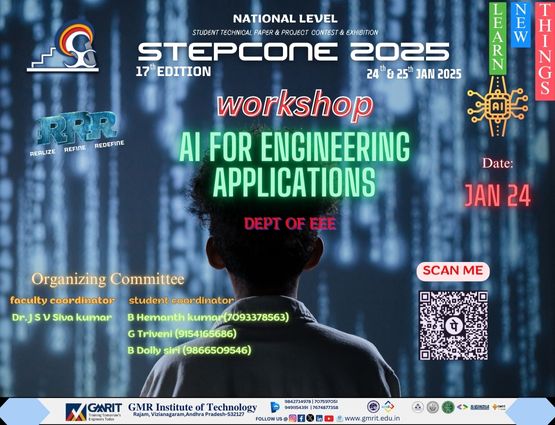 NATIONAL LEVEL
STUDENT TECHNICAL PAPER & PROJECT CONTEST & EXHIBITION
STEPCONE 2025
17th EDITION
24th & 25th JAN 2025
LEARN
NEW
THINGS
AI
workshop
AI FOR ENGINEERING
APPLICATIONS
DEPT OF EEE
RRR
REALIZE REFINE REDEFINE
Date:
JAN 24
Organizing Committee
faculty coordinator
Dr. J S V Siva kumar
student coordinator
B Hemanth kumar(7093378563)
G Triveni (9154165686)
B Dolly siri (9866509546)
SCAN ME
GMRIT
GMR Institute of Technology
Rajam, Vizianagaram,Andhra Pradesh-532127
FOLLOW US @
www.gmrit.edu.in